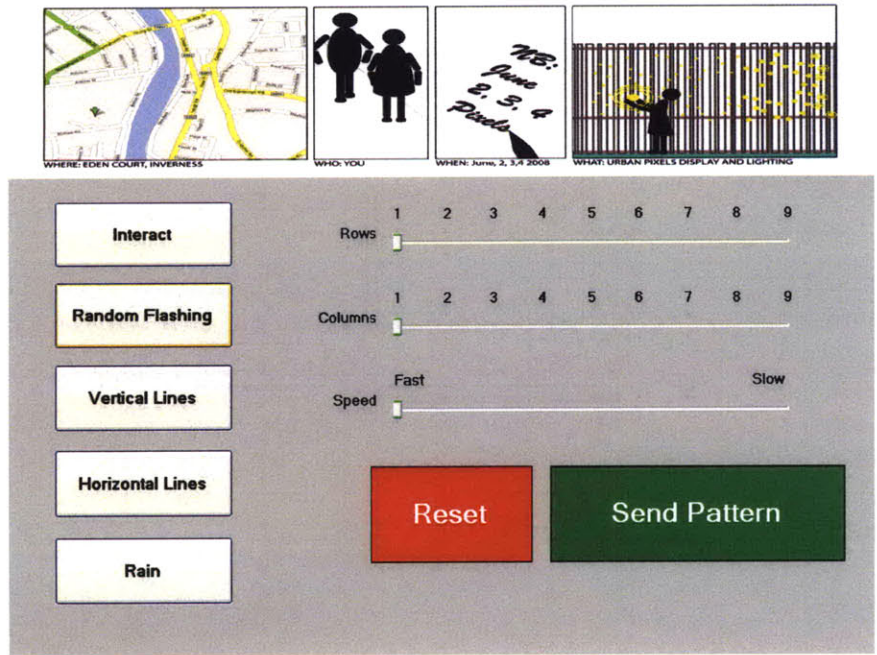 NB:
June
2, 3, 4
Pixels
WHERE: EDEN COURT, INVERNESS
WHO: YOU
WHEN: June, 2, 3,4 2008
WHAT: URBAN PIXELS DISPLAY AND LIGHTING
Interact
Random Flashing
Vertical Lines
Horizontal Lines
Rain
Rows
1 2 3 4 5 6 7 8 9
Columns
1 2 3 4 5 6 7 8 9
Speed
Fast Slow
Reset
Send Pattern